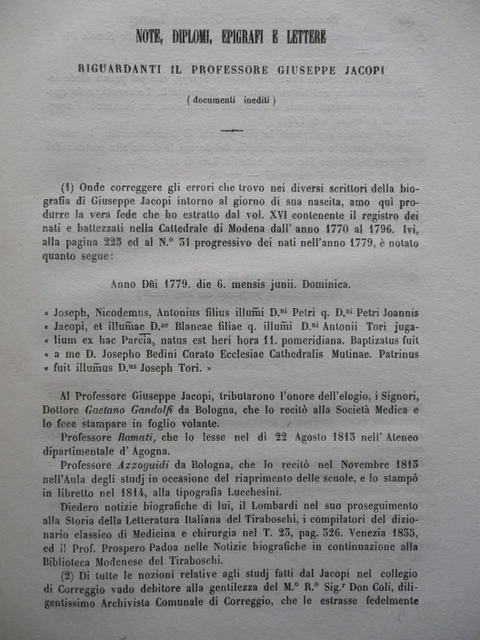 NOTE, DIPLOMI, EPIGRAFI E LETTERE
RIGUARDANTI IL PROFESSORE GIUSEPPE JACOPI
( documenti inediti )
(1) Onde correggere gli errori che trovo nei diversi scrittori della bio-
grafia di Giuseppe Jacopi intorno al giorno di sua nascita, amo quì pro-
durre la vera fede che ho estratto dal vol. XVI contenente il registro dei
nati e battezzati nella Cattedrale di Modena dall' anno 1770 al 1796. Ivi,
alla pagina 223 ed al N.º 31 progressivo dei nati nell'anno 1779, è notato
quanto segue:
Anno Dñi 1779. die 6. mensis junii. Dominica.
« Joseph, Nicodemus, Antonius filius illum̃i D.ni Petri q. D.ni Petri Joannis
« Jacopi, et illumae D.ae Blancae filiae q. illum̃i D.ni Antonii Tori juga-
« lium ex hac Parcĩa, natus est heri hora 11. pomeridiana. Baptizatus fuit
« a me D. Josepho Bedini Curato Ecclesiae Cathedralis Mutinae. Patrinus
« fuit illum̃us D.ns Joseph Tori. »
Al Professore Giuseppe Jacopi, tributarono l'onore dell'elogio, i Signori,
Dottore Gaetano Gandolfi da Bologna, che lo recitò alla Società Medica e
lo fece stampare in foglio volante.
Professore Ramati, che lo lesse nel dì 22 Agosto 1813 nell' Ateneo
dipartimentale d' Agogna.
Professore Azzoguidi da Bologna, che lo recitò nel Novembre 1813
nell'Aula degli studj in occasione del riaprimento delle scuole, e lo stampò
in libretto nel 1814, alla tipografia Lucchesini.
Diedero notizie biografiche di lui, il Lombardi nel suo proseguimento
alla Storia della Letteratura Italiana del Tiraboschi, i compilatori del dizio-
nario classico di Medicina e chirurgia nel T. 23, pag. 326. Venezia 1835,
ed il Prof. Prospero Padoa nelle Notizie biografiche in continuazione alla
Biblioteca Modenese del Tiraboschi.
(2) Di tutte le nozioni relative agli studj fatti dal Jacopi nel collegio
di Correggio vado debitore alla gentilezza del M.º R.º Sig.r Don Coli, dili-
gentissimo Archivista Comunale di Correggio, che le estrasse fedelmente